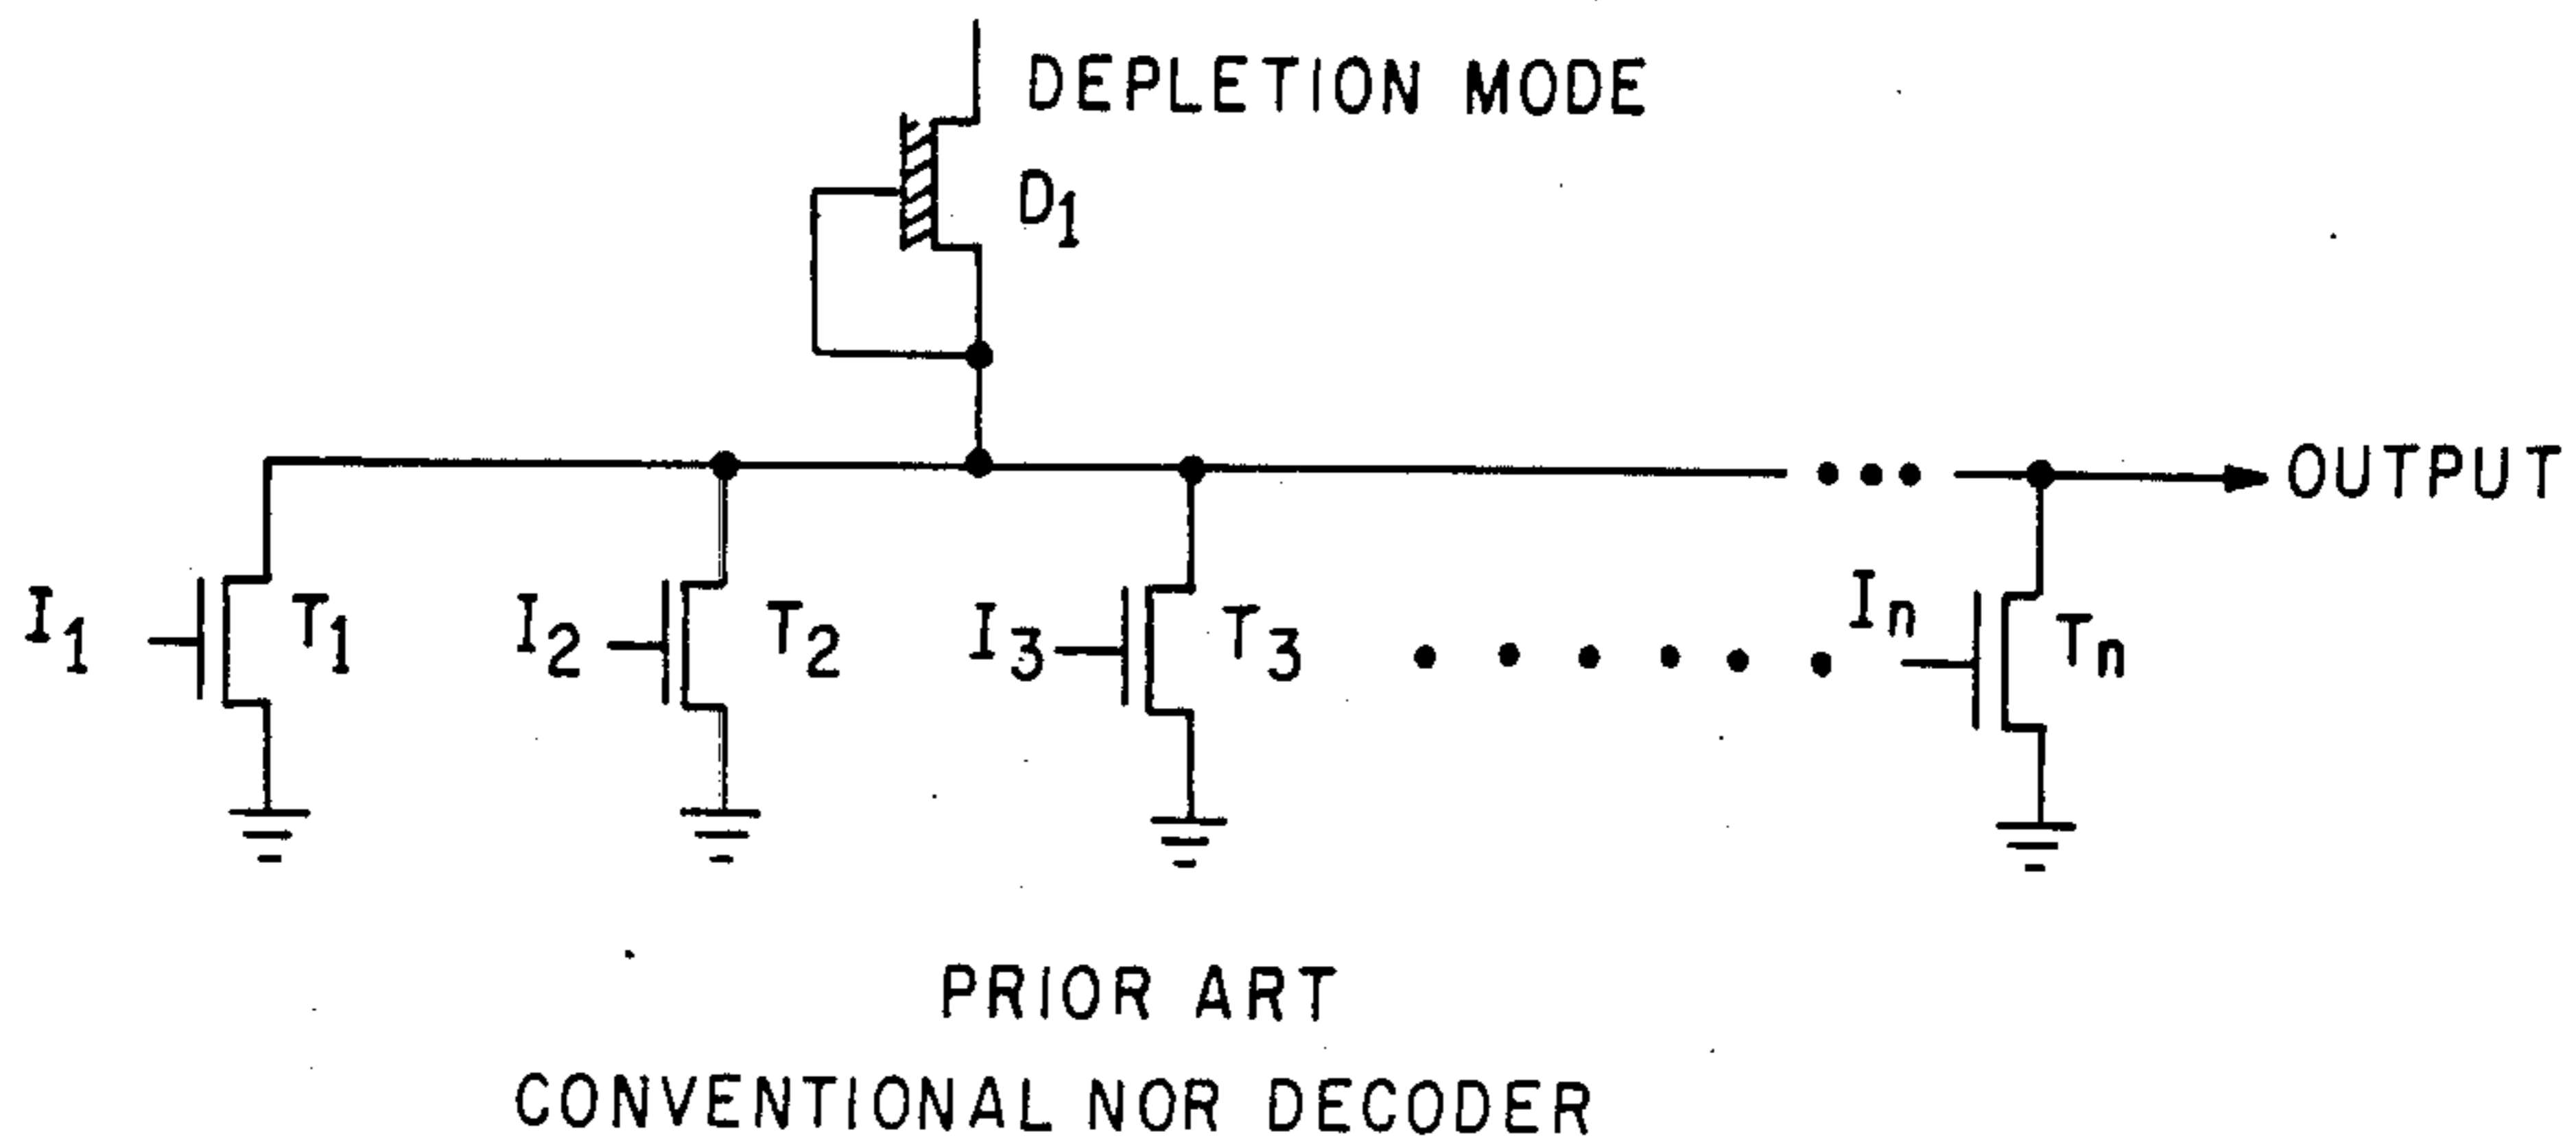 DEPLETION MODE
D1
OUTPUT
I1 T1 I2 T2 I3 T3 In Tn
PRIOR ART
CONVENTIONAL NOR DECODER